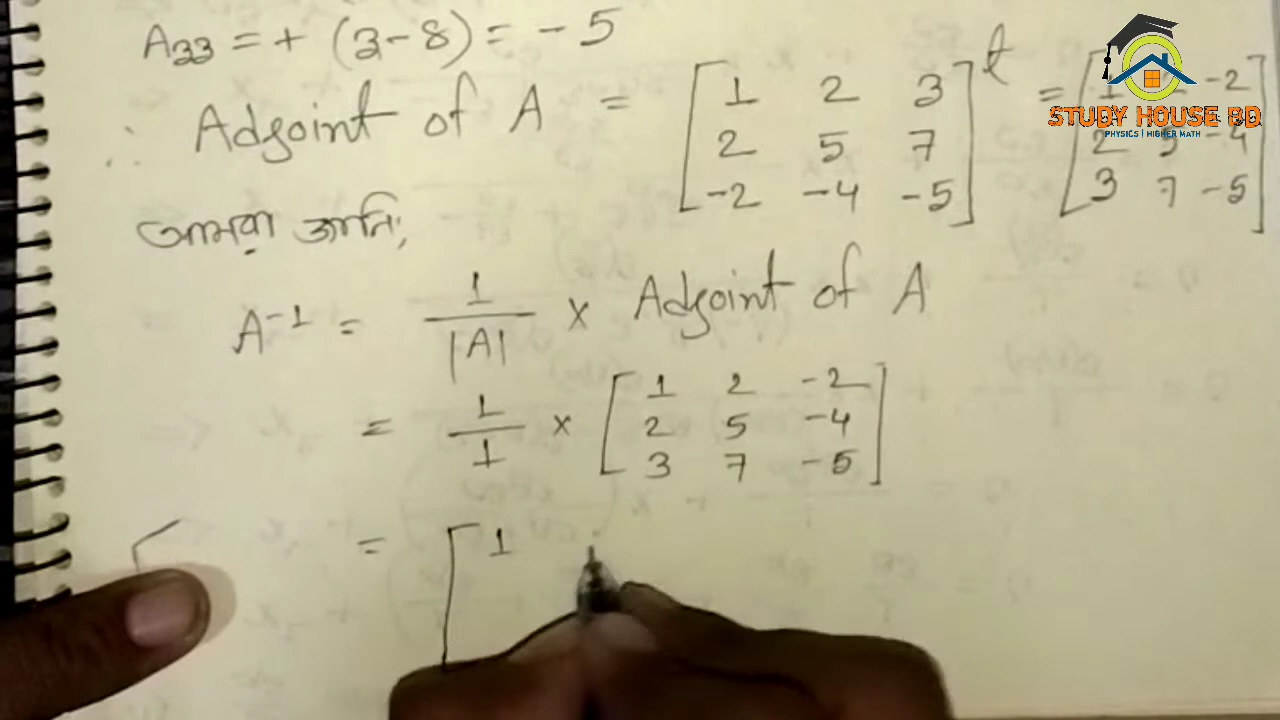 A33 = + (3-8) = -5
∴ Adjoint of A = [1 2 3
2 5 7
-2 -4 -5]t = [1 -2
2 5 -4
3 7 -5]
STUDY HOUSE BD
PHYSICS | HIGHER MATH
আমরা জানি,
A-1 = 1/|A| × Adjoint of A
= 1/1 × [1 2 -2
2 5 -4
3 7 -5]
= [1